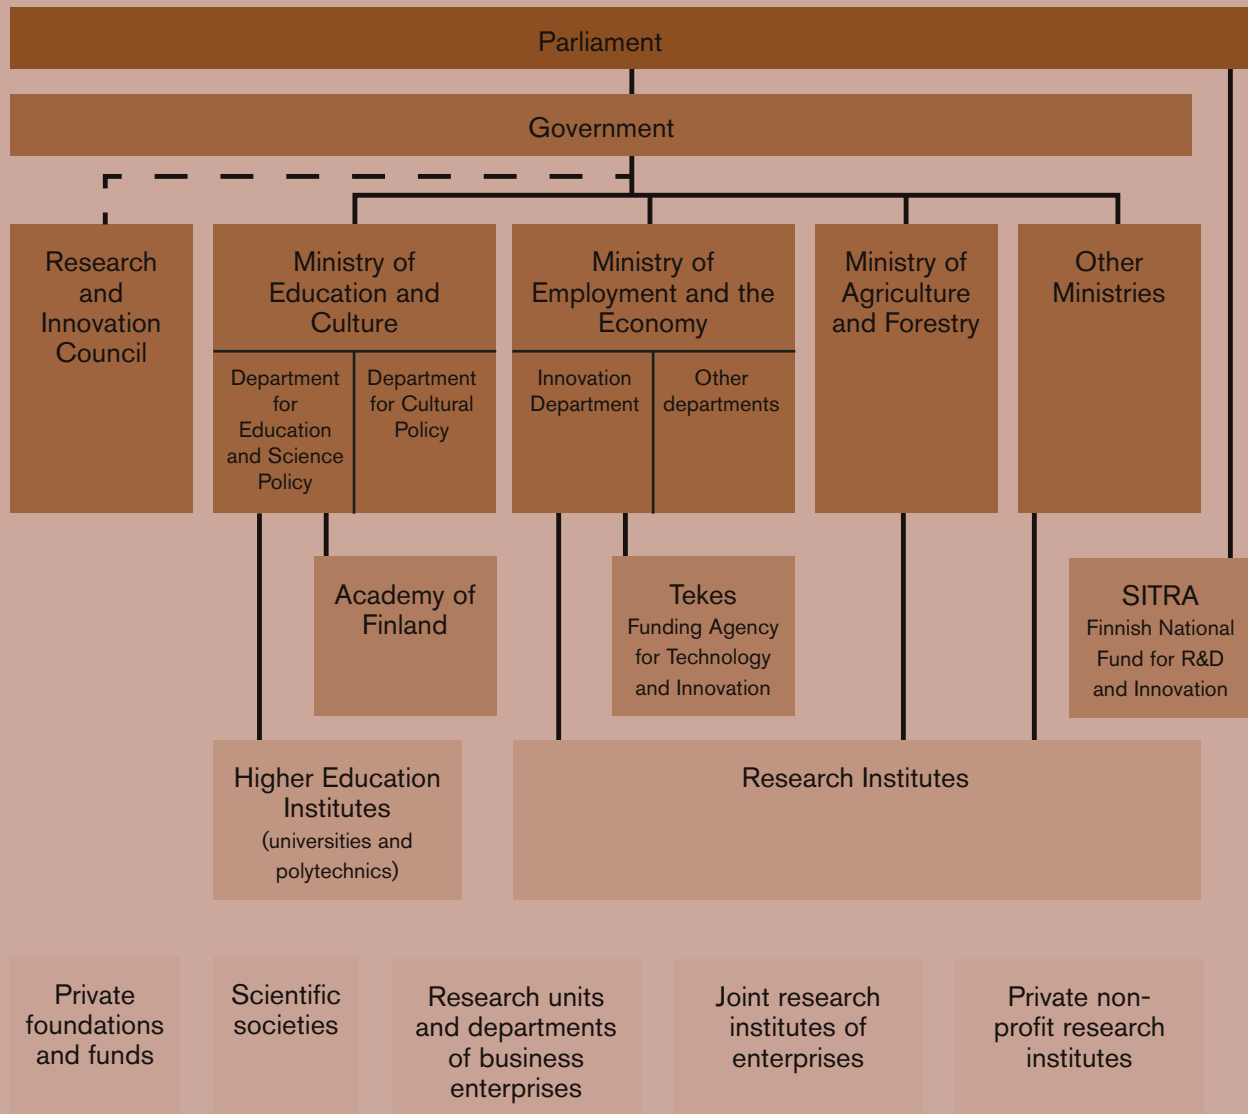 Parliament
Government
Research
and
Innovation
Council
Ministry of
Education and
Culture
Department
for
Education
and Science
Policy
Department
for Cultural
Policy
Ministry of
Employment and the
Economy
Innovation
Department
Other
departments
Ministry of
Agriculture
and Forestry
Other
Ministries
Academy of
Finland
Tekes
Funding Agency
for Technology
and Innovation
SITRA
Finnish National
Fund for R&D
and Innovation
Higher Education
Institutes
(universities and
polytechnics)
Research Institutes
Private
foundations
and funds
Scientific
societies
Research units
and departments
of business
enterprises
Joint research
institutes of
enterprises
Private non-
profit research
institutes